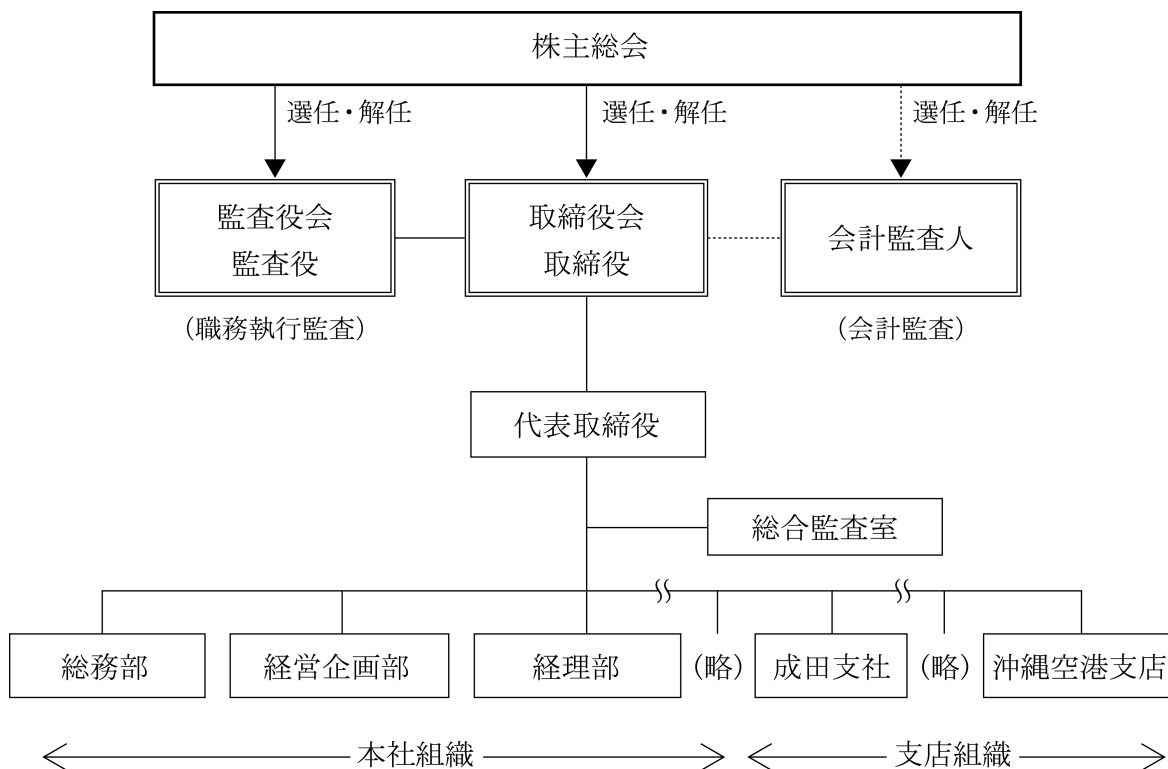 株主総会
選任・解任
選任・解任
選任・解任
監査役会
監査役
取締役会
取締役
会計監査人
（職務執行監査）
（会計監査）
代表取締役
総合監査室
総務部
経営企画部
経理部
（略）
成田支社
（略）
沖縄空港支店
本社組織
支店組織